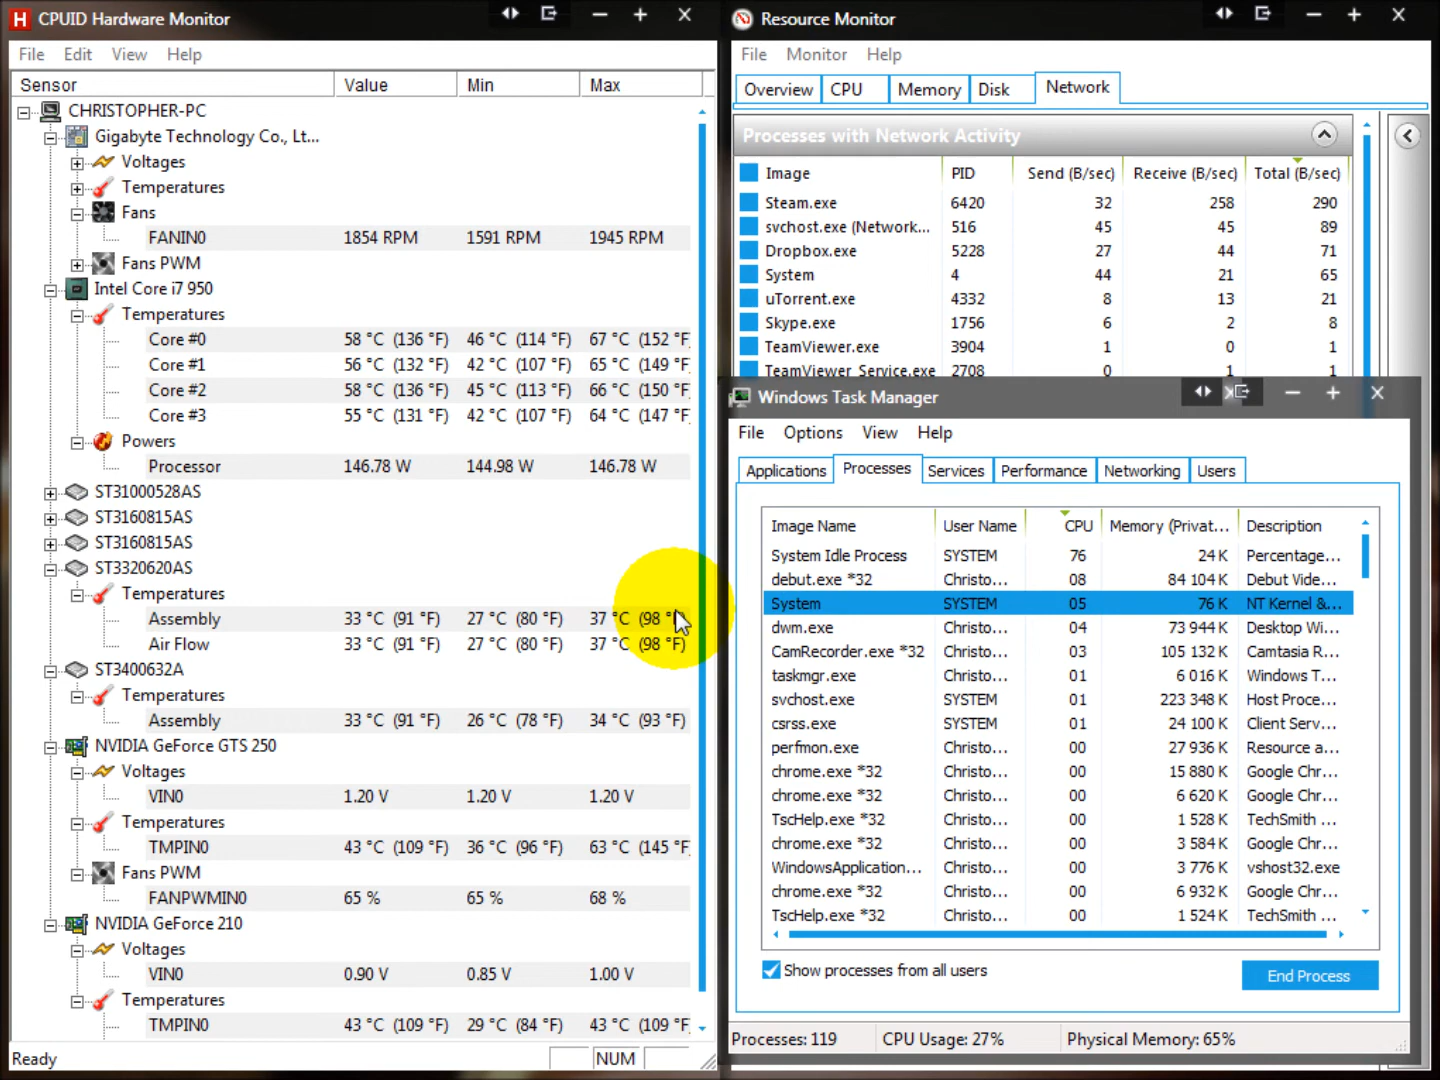 CPUID Hardware Monitor
File Edit View Help
Sensor Value Min Max
CHRISTOPHER-PC
Gigabyte Technology Co., Lt...
Voltages
Temperatures
Fans
FANIN0 1854 RPM 1591 RPM 1945 RPM
Fans PWM
Intel Core i7 950
Temperatures
Core #0 58 °C (136 °F) 46 °C (114 °F) 67 °C (152 °F)
Core #1 56 °C (132 °F) 42 °C (107 °F) 65 °C (149 °F)
Core #2 58 °C (136 °F) 45 °C (113 °F) 66 °C (150 °F)
Core #3 55 °C (131 °F) 42 °C (107 °F) 64 °C (147 °F)
Powers
Processor 146.78 W 144.98 W 146.78 W
ST31000528AS
ST3160815AS
ST3160815AS
ST3320620AS
Temperatures
Assembly 33 °C (91 °F) 27 °C (80 °F) 37 °C (98 °F)
Air Flow 33 °C (91 °F) 27 °C (80 °F) 37 °C (98 °F)
ST3400632A
Temperatures
Assembly 33 °C (91 °F) 26 °C (78 °F) 34 °C (93 °F)
NVIDIA GeForce GTS 250
Voltages
VIN0 1.20 V 1.20 V 1.20 V
Temperatures
TMPIN0 43 °C (109 °F) 36 °C (96 °F) 63 °C (145 °F)
Fans PWM
FANPWMIN0 65 % 65 % 68 %
NVIDIA GeForce 210
Voltages
VIN0 0.90 V 0.85 V 1.00 V
Temperatures
TMPIN0 43 °C (109 °F) 29 °C (84 °F) 43 °C (109 °F)
Ready NUM
Resource Monitor
File Monitor Help
Overview CPU Memory Disk Network
Processes with Network Activity
Image PID Send (B/sec) Receive (B/sec) Total (B/sec)
Steam.exe 6420 32 258 290
svchost.exe (Network... 516 45 45 89
Dropbox.exe 5228 27 44 71
System 4 44 21 65
uTorrent.exe 4332 8 13 21
Skype.exe 1756 6 2 8
TeamViewer.exe 3904 1 0 1
TeamViewer_Service.exe 2708 0 1 1
Windows Task Manager
File Options View Help
Applications Processes Services Performance Networking Users
Image Name User Name CPU Memory (Privat... Description
System Idle Process SYSTEM 76 24 K Percentage...
debut.exe *32 Christo... 08 84 104 K Debut Vide...
System SYSTEM 05 76 K NT Kernel &...
dwm.exe Christo... 04 73 944 K Desktop Wi...
CamRecorder.exe *32 Christo... 03 105 132 K Camtasia R...
taskmgr.exe Christo... 01 6 016 K Windows T...
svchost.exe SYSTEM 01 223 348 K Host Proce...
csrss.exe SYSTEM 01 24 100 K Client Serv...
perfmon.exe Christo... 00 27 936 K Resource a...
chrome.exe *32 Christo... 00 15 880 K Google Chr...
chrome.exe *32 Christo... 00 6 620 K Google Chr...
TscHelp.exe *32 Christo... 00 1 528 K TechSmith ...
chrome.exe *32 Christo... 00 3 584 K Google Chr...
WindowsApplication... Christo... 00 3 776 K vshost32.exe
chrome.exe *32 Christo... 00 6 932 K Google Chr...
TscHelp.exe *32 Christo... 00 1 524 K TechSmith ...
Show processes from all users End Process
Processes: 119 CPU Usage: 27% Physical Memory: 65%